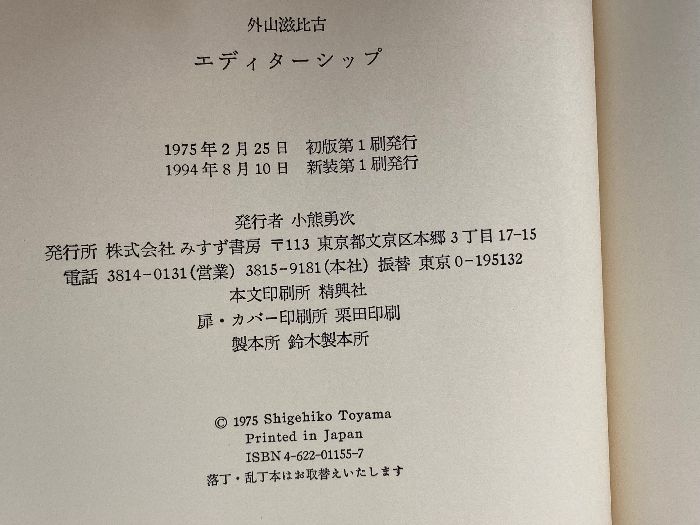 外山滋比古
エディターシップ
1975年2月25日 初版第1刷発行
1994年8月10日 新装第1刷発行
発行者 小熊勇次
発行所 株式会社 みすず書房 〒113 東京都文京区本郷3丁目17-15
電話 3814-0131(営業) 3815-9181(本社) 振替 東京0-195132
本文印刷所 精興社
扉・カバー印刷所 栗田印刷
製本所 鈴木製本所
© 1975 Shigehiko Toyama
Printed in Japan
ISBN 4-622-01155-7
落丁・乱丁本はお取替えいたします